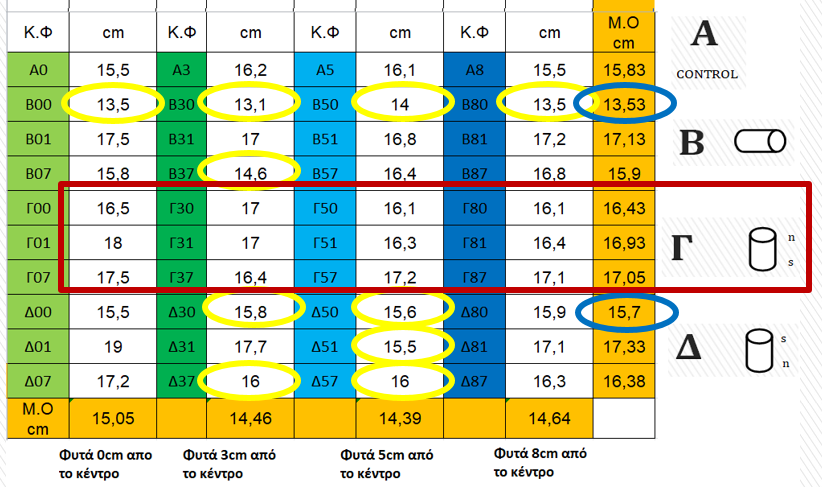 Κ.Φ cm Κ.Φ cm Κ.Φ cm Κ.Φ cm Μ.Ο cm
Α0 15,5 Α3 16,2 Α5 16,1 Α8 15,5 15,83
Β00 13,5 Β30 13,1 Β50 14 Β80 13,5 13,53
Β01 17,5 Β31 17 Β51 16,8 Β81 17,2 17,13
Β07 15,8 Β37 14,6 Β57 16,4 Β87 16,8 15,9
Γ00 16,5 Γ30 17 Γ50 16,1 Γ80 16,1 16,43
Γ01 18 Γ31 17 Γ51 16,3 Γ81 16,4 16,93
Γ07 17,5 Γ37 16,4 Γ57 17,2 Γ87 17,1 17,05
Δ00 15,5 Δ30 15,8 Δ50 15,6 Δ80 15,9 15,7
Δ01 19 Δ31 17,7 Δ51 15,5 Δ81 17,1 17,33
Δ07 17,2 Δ37 16 Δ57 16 Δ87 16,3 16,38
Μ.Ο cm 15,05 14,46 14,39 14,64
Φυτά 0cm απο
το κέντρο
Φυτά 3cm από
το κέντρο
Φυτά 5cm από
το κέντρο
Φυτά 8cm από
το κέντρο
Α
CONTROL
Β
Γ
n
s
Δ
s
n